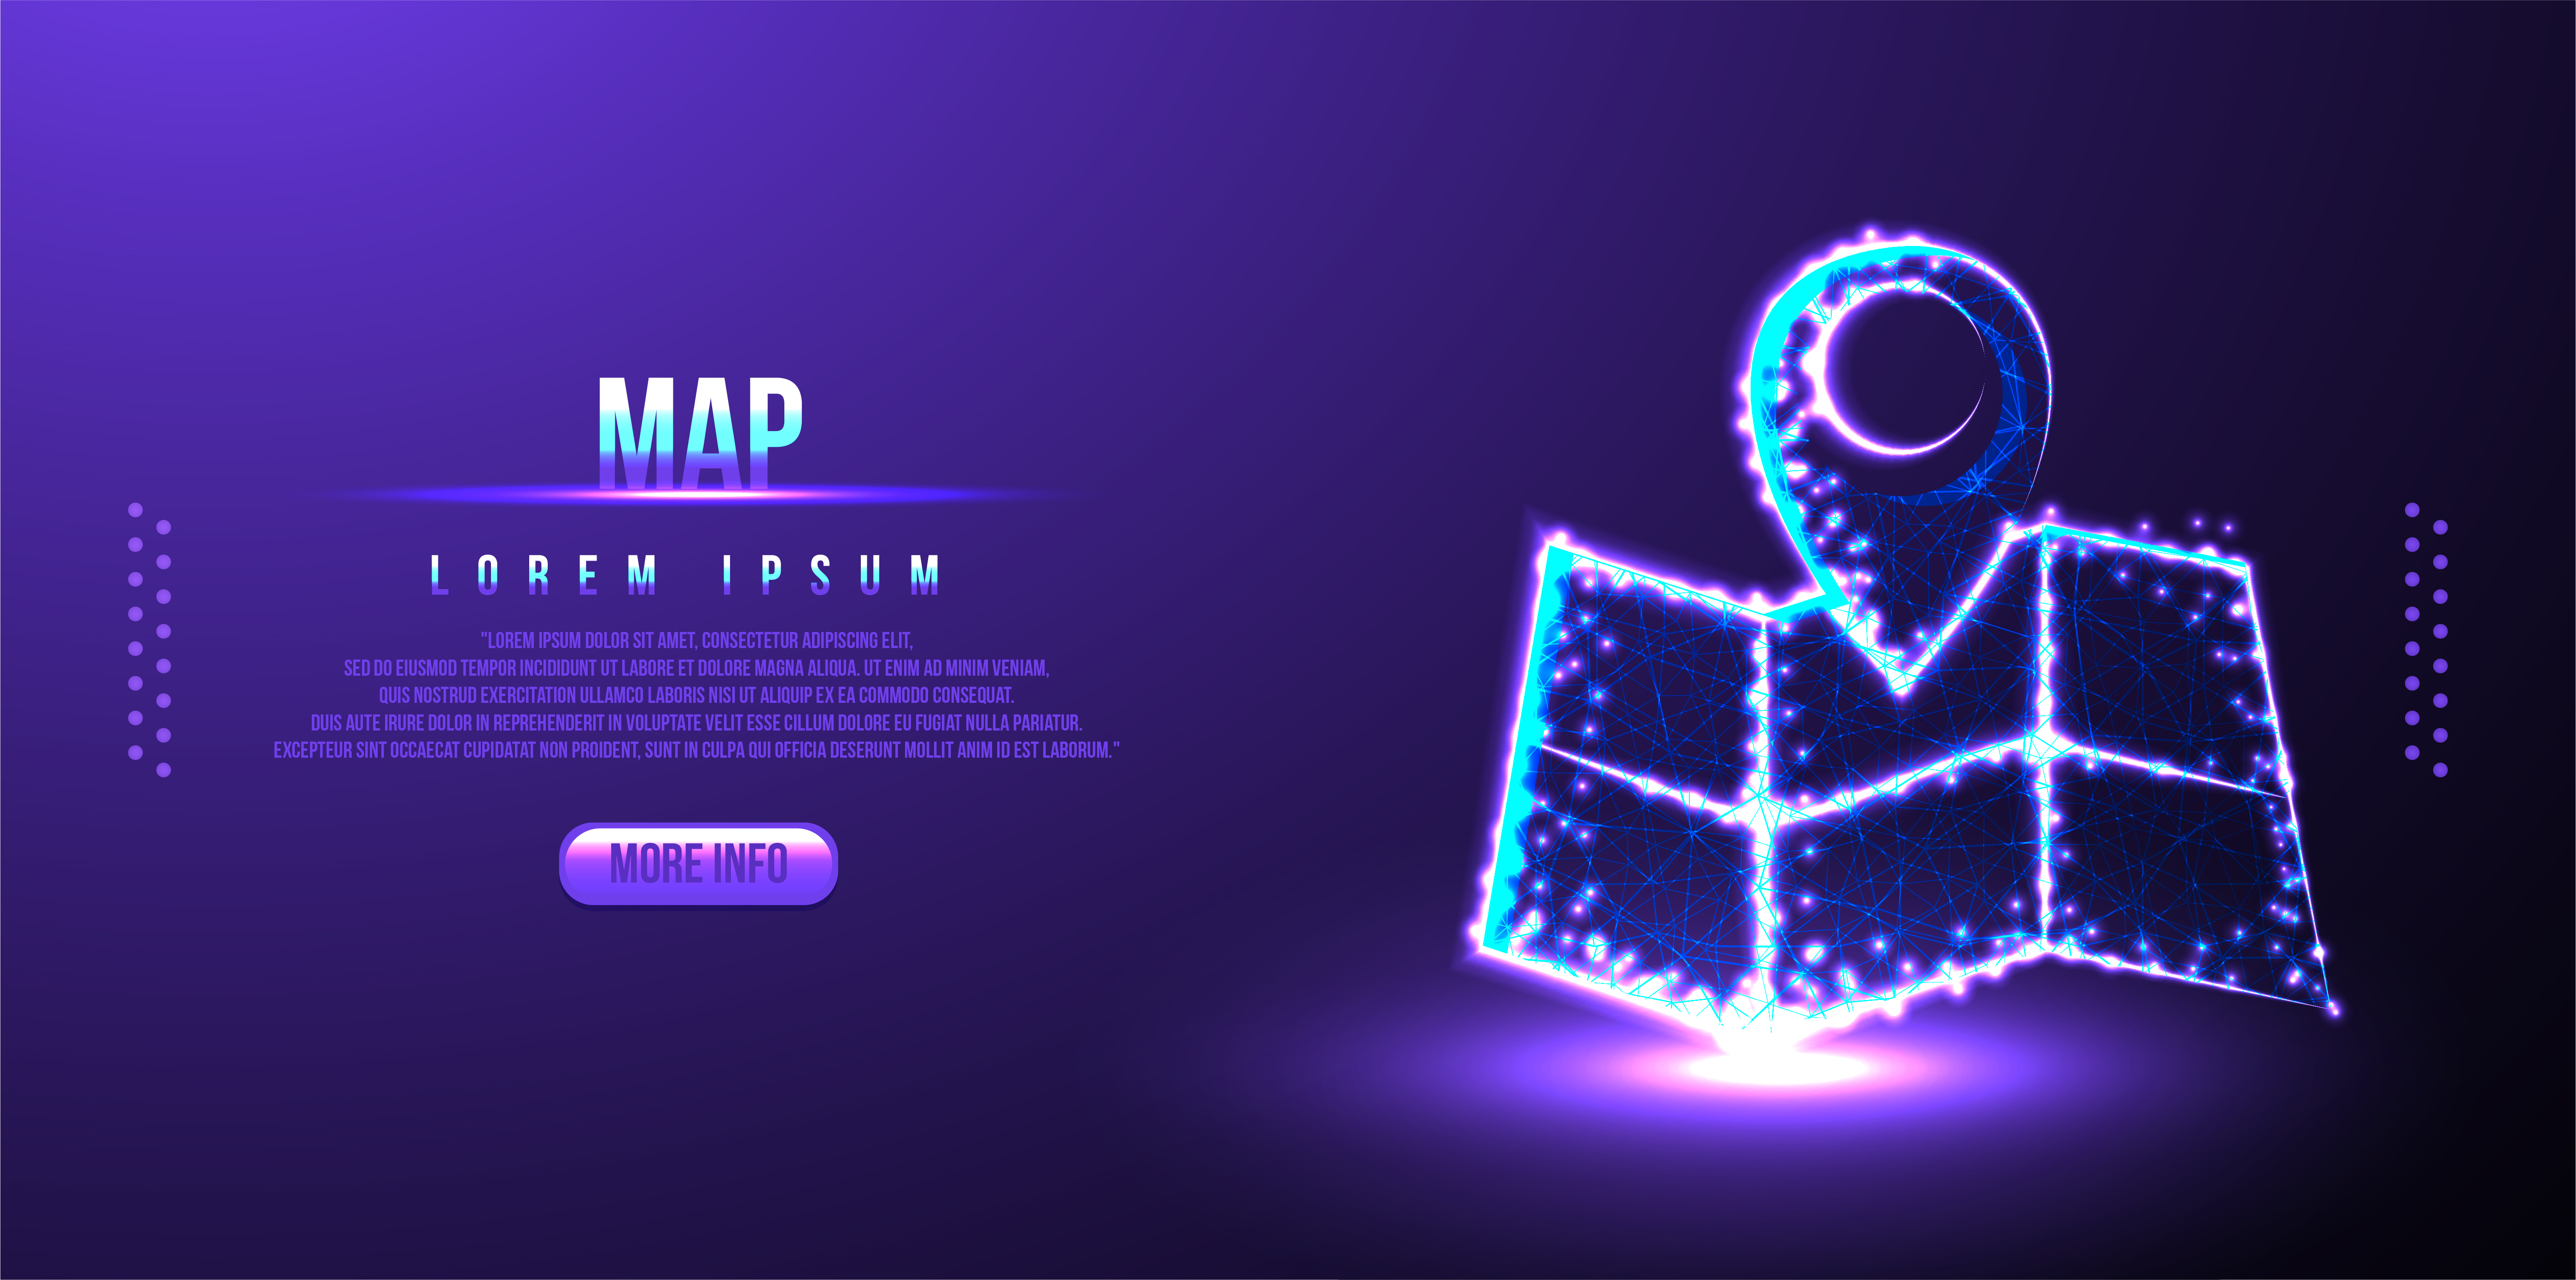 MAP
LOREM IPSUM
"LOREM IPSUM DOLOR SIT AMET, CONSECTETUR ADIPISCING ELIT,
SED DO EIUSMOD TEMPOR INCIDIDUNT UT LABORE ET DOLORE MAGNA ALIQUA. UT ENIM AD MINIM VENIAM,
QUIS NOSTRUD EXERCITATION ULLAMCO LABORIS NISI UT ALIQUIP EX EA COMMODO CONSEQUAT.
DUIS AUTE IRURE DOLOR IN REPREHENDERIT IN VOLUPTATE VELIT ESSE CILLUM DOLORE EU FUGIAT NULLA PARIATUR.
EXCEPTEUR SINT OCCAECAT CUPIDATAT NON PROIDENT, SUNT IN CULPA QUI OFFICIA DESERUNT MOLLIT ANIM ID EST LABORUM."
MORE INFO